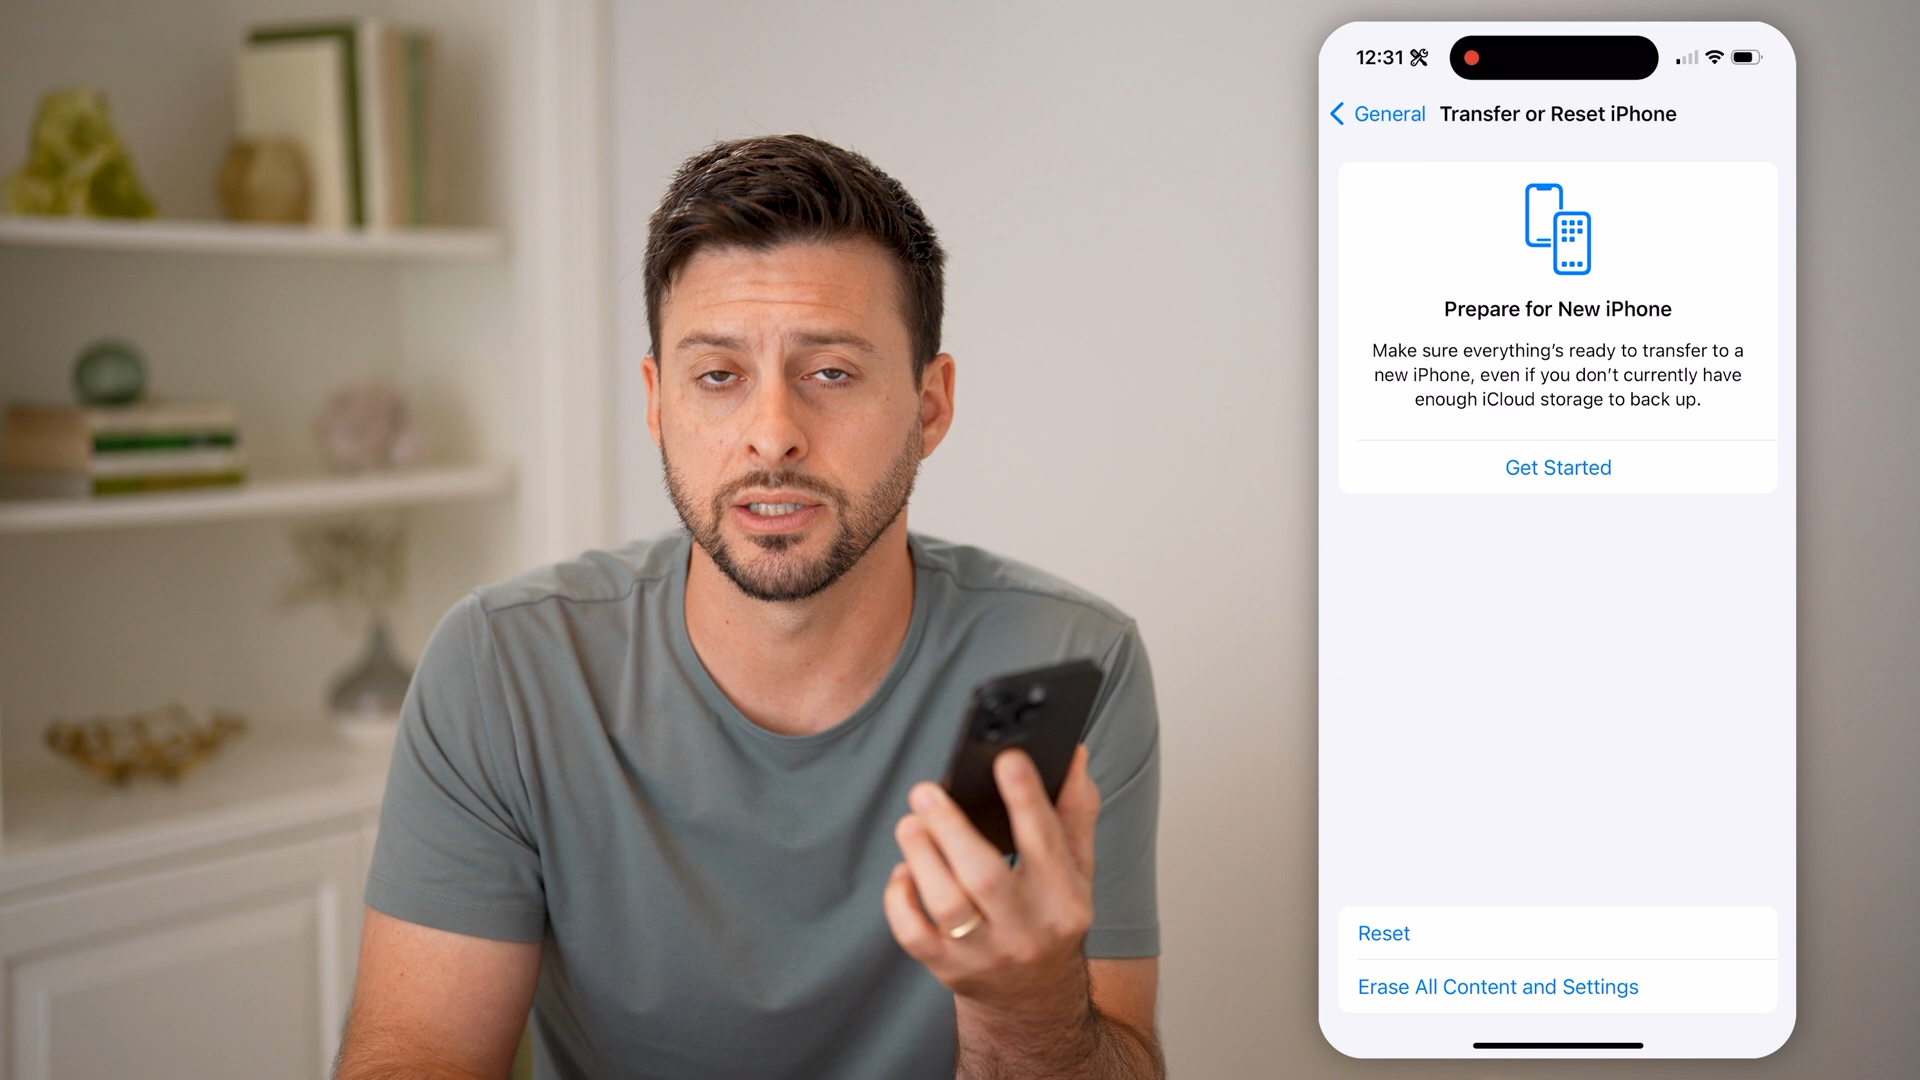 12:31
General Transfer or Reset iPhone
Prepare for New iPhone
Make sure everything's ready to transfer to a
new iPhone, even if you don't currently have
enough iCloud storage to back up.
Get Started
Reset
Erase All Content and Settings